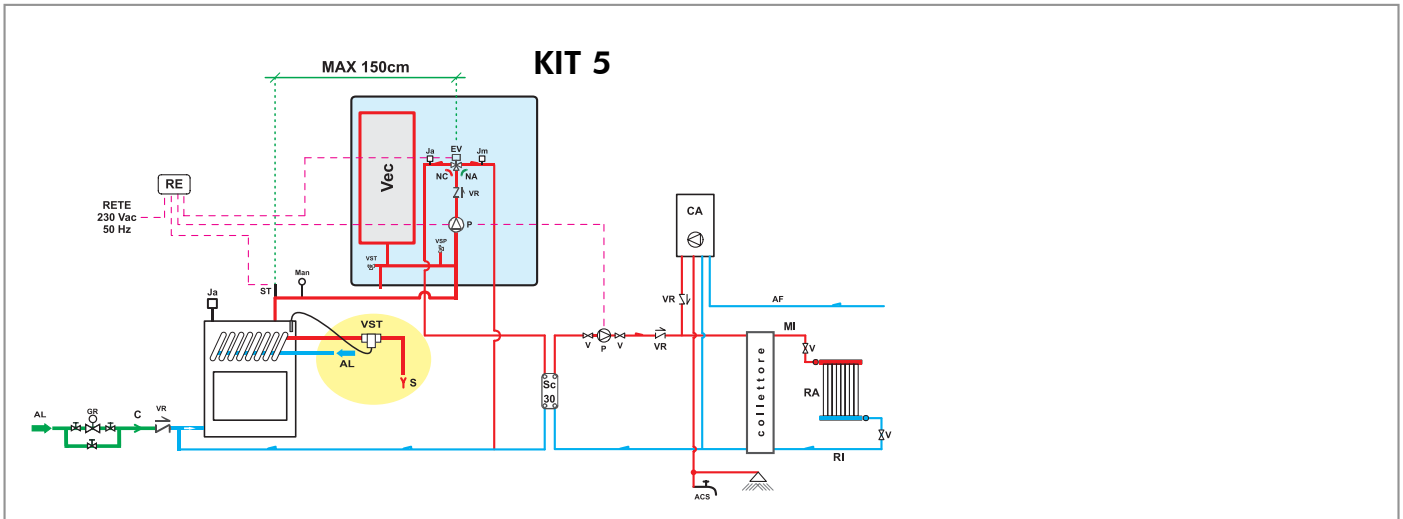 KIT 5
MAX 150cm
Vec
Ja
EV
Jm
NC
NA
VR
P
VST
VSP
RE
RETE
230 Vac
50 Hz
ST
Man
Ja
VST
AL
S
AL
GR
C
VR
CA
VR
AF
V
P
V
VR
MI
V
Sc
30
collettore
RA
V
RI
ACS